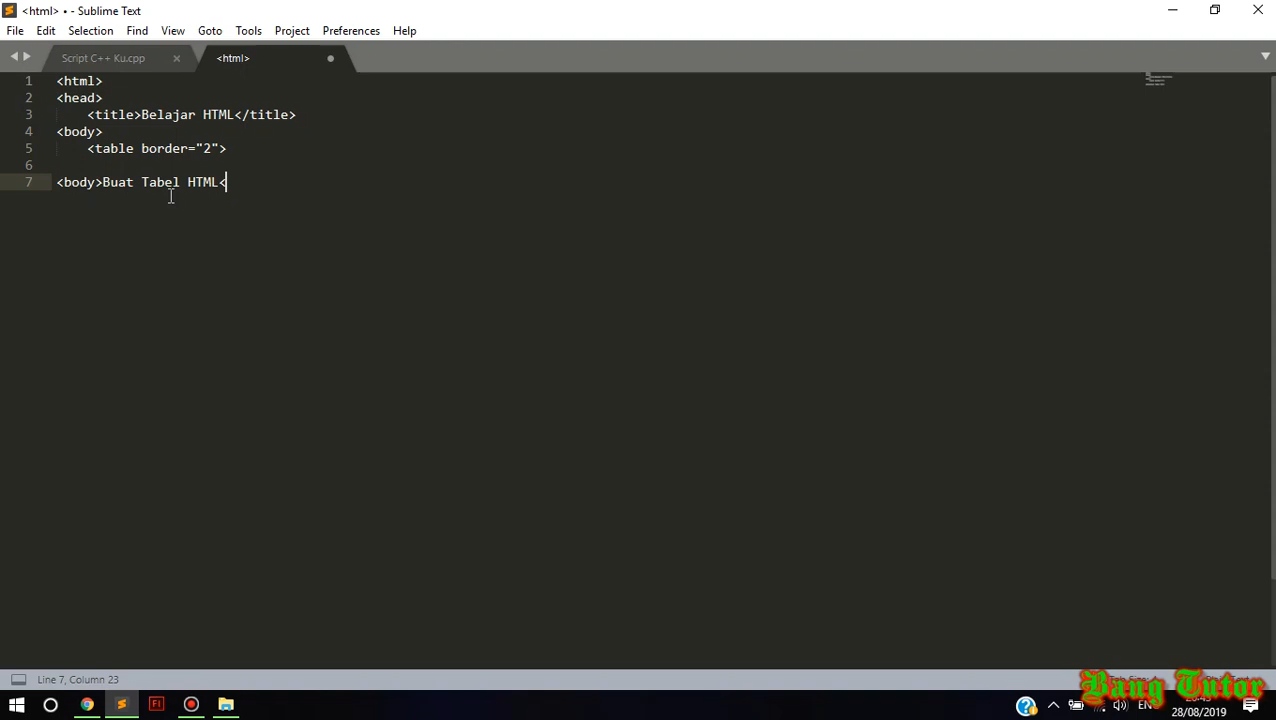 <html> • - Sublime Text
File Edit Selection Find View Goto Tools Project Preferences Help
Script C++ Ku.cpp <html>
1 <html>
2 <head>
3 <title>Belajar HTML</title>
4 <body>
5 <table border="2">
6
7 <body>Buat Tabel HTML<
Line 7, Column 23
Bang Tutor
ENG
28/08/2019